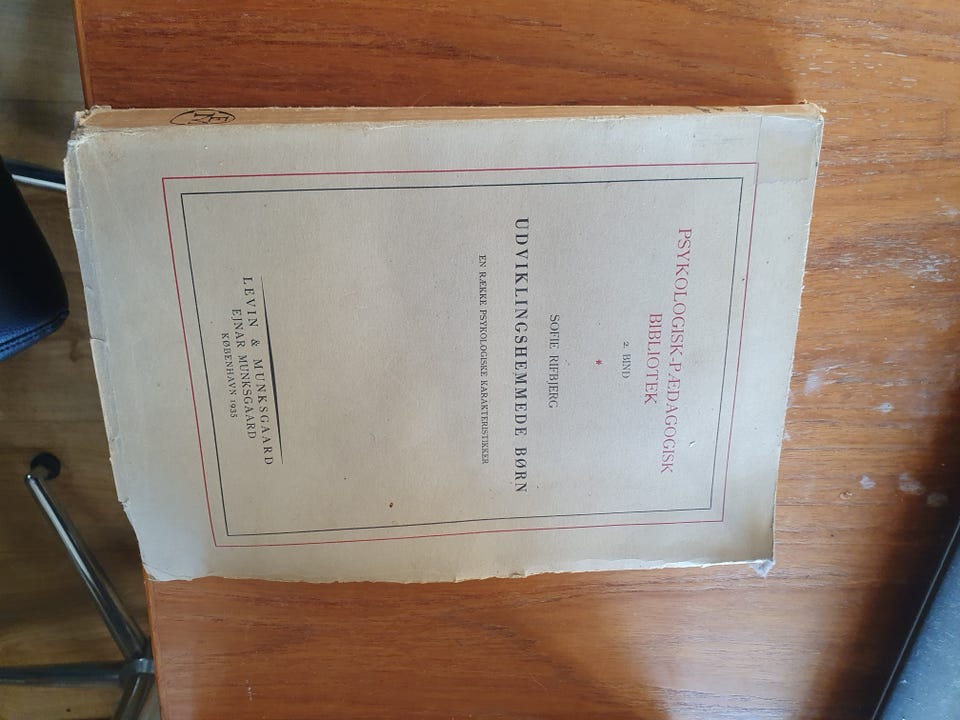 PSYKOLOGISK-PÆDAGOGISK
BIBLIOTEK
2. BIND
*
SOFIE RIFBJERG
UDVIKLINGSHEMMEDE BØRN
EN RÆKKE PSYKOLOGISKE KARAKTERISTIKKER
LEVIN & MUNKSGAARD
EJNAR MUNKSGAARD
KØBENHAVN 1935